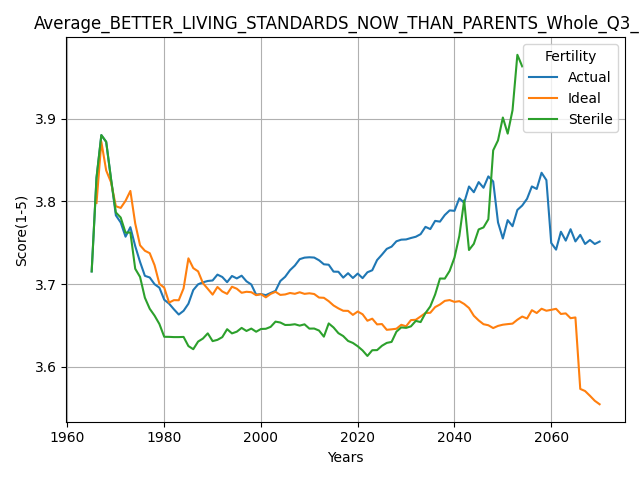 Average_BETTER_LIVING_STANDARDS_NOW_THAN_PARENTS_Whole_Q3_
Fertility
Actual
Ideal
Sterile
3.9
3.8
3.7
3.6
Score(1-5)
1960 1980 2000 2020 2040 2060
Years